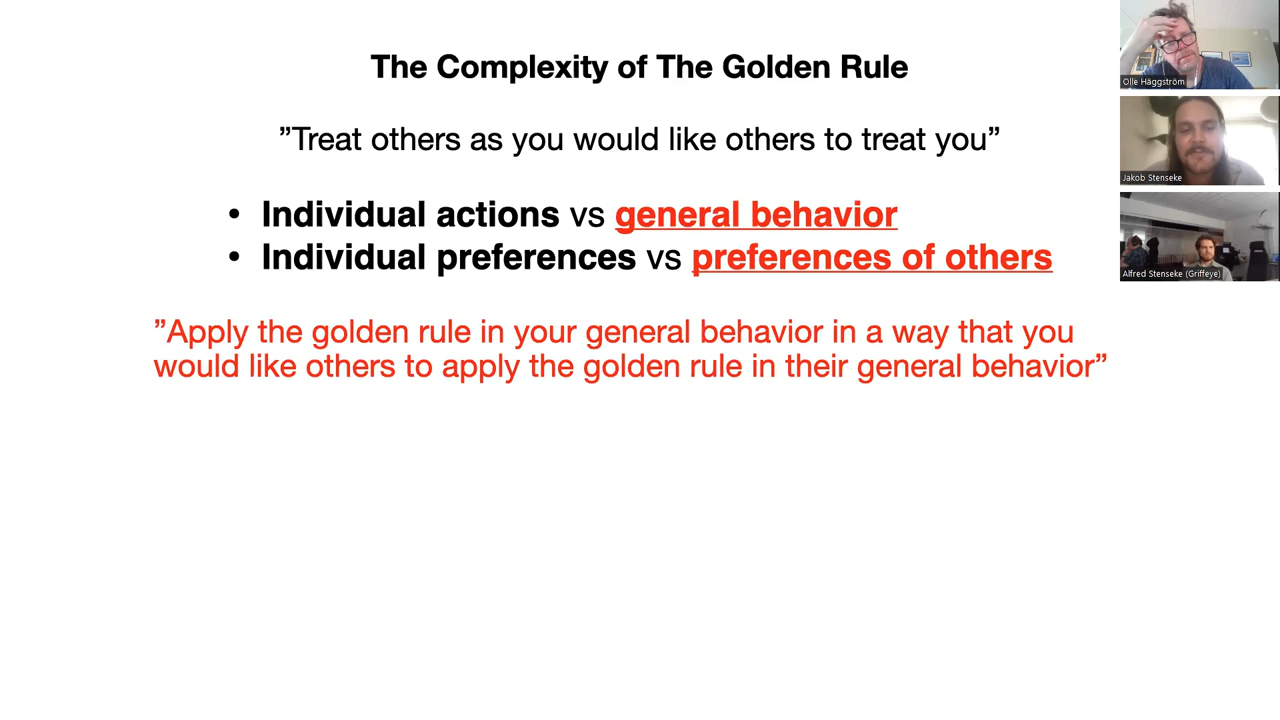 The Complexity of The Golden Rule
”Treat others as you would like others to treat you”
• Individual actions vs general behavior
• Individual preferences vs preferences of others
”Apply the golden rule in your general behavior in a way that you
would like others to apply the golden rule in their general behavior”
Olle Häggström
Jakob Stenseke
Alfred Stenseke (Griffeye)